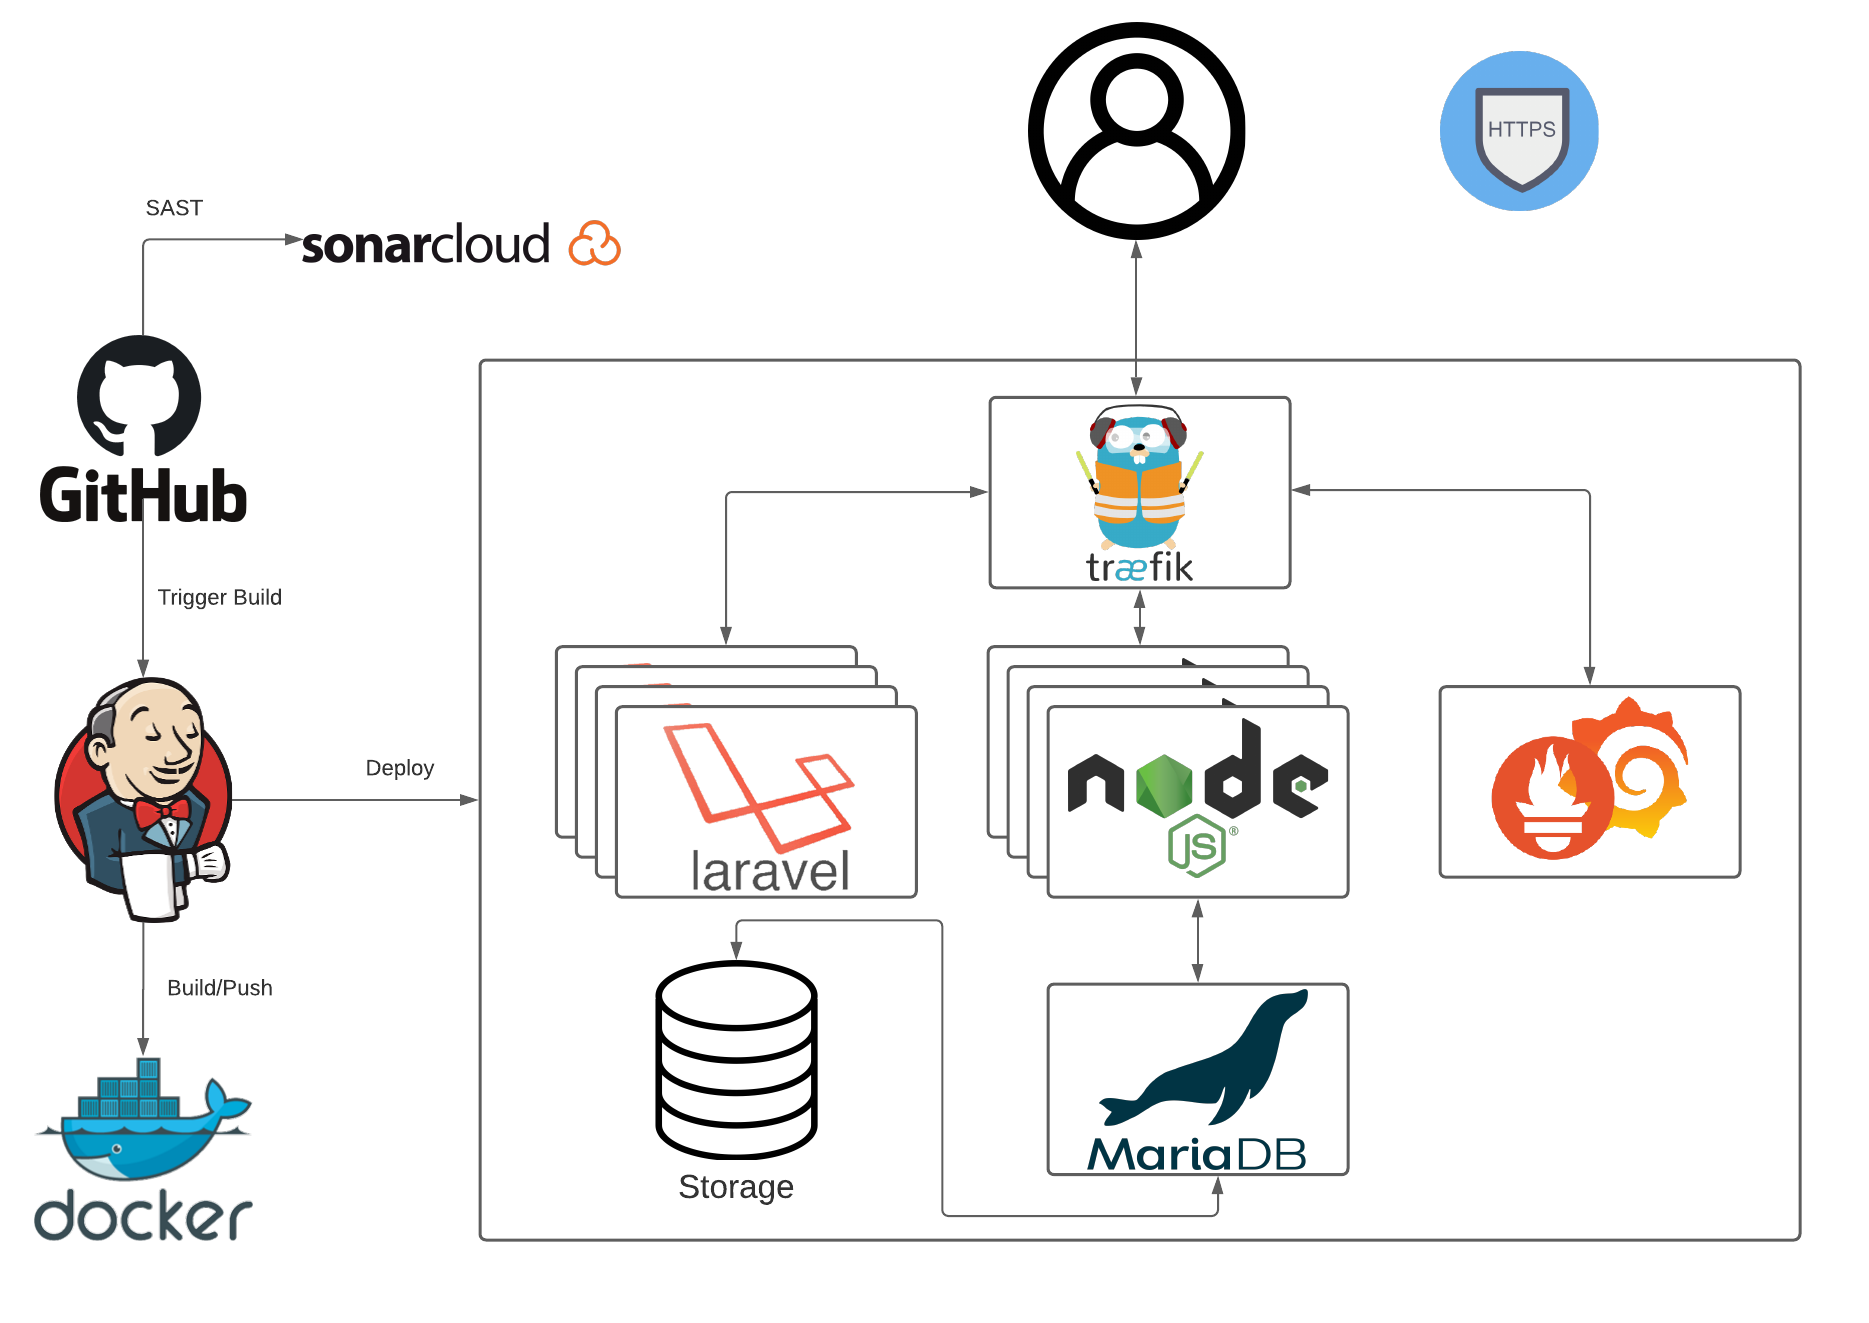 HTTPS
SAST
sonarcloud
GitHub
træfik
Trigger Build
Deploy
laravel
node
JS®
Build/Push
MariaDB
Storage
docker